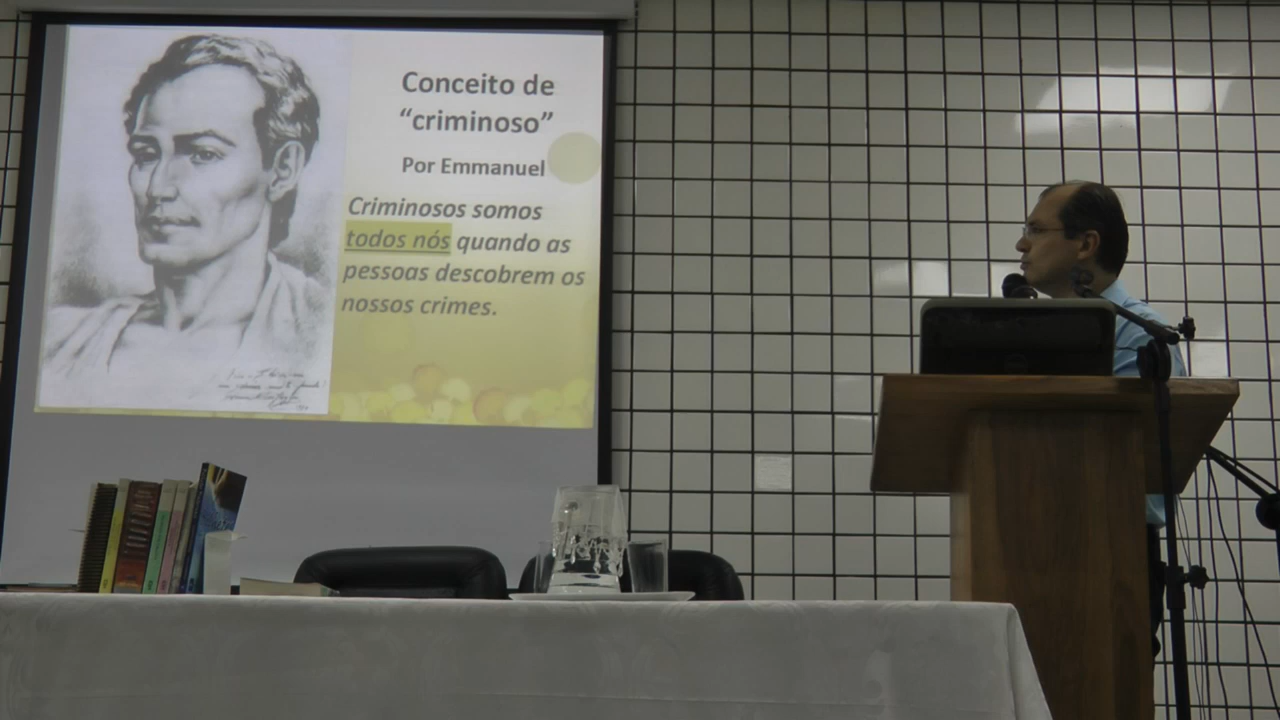 Conceito de
“criminoso”
Por Emmanuel
Criminosos somos
todos nós quando as
pessoas descobrem os
nossos crimes.